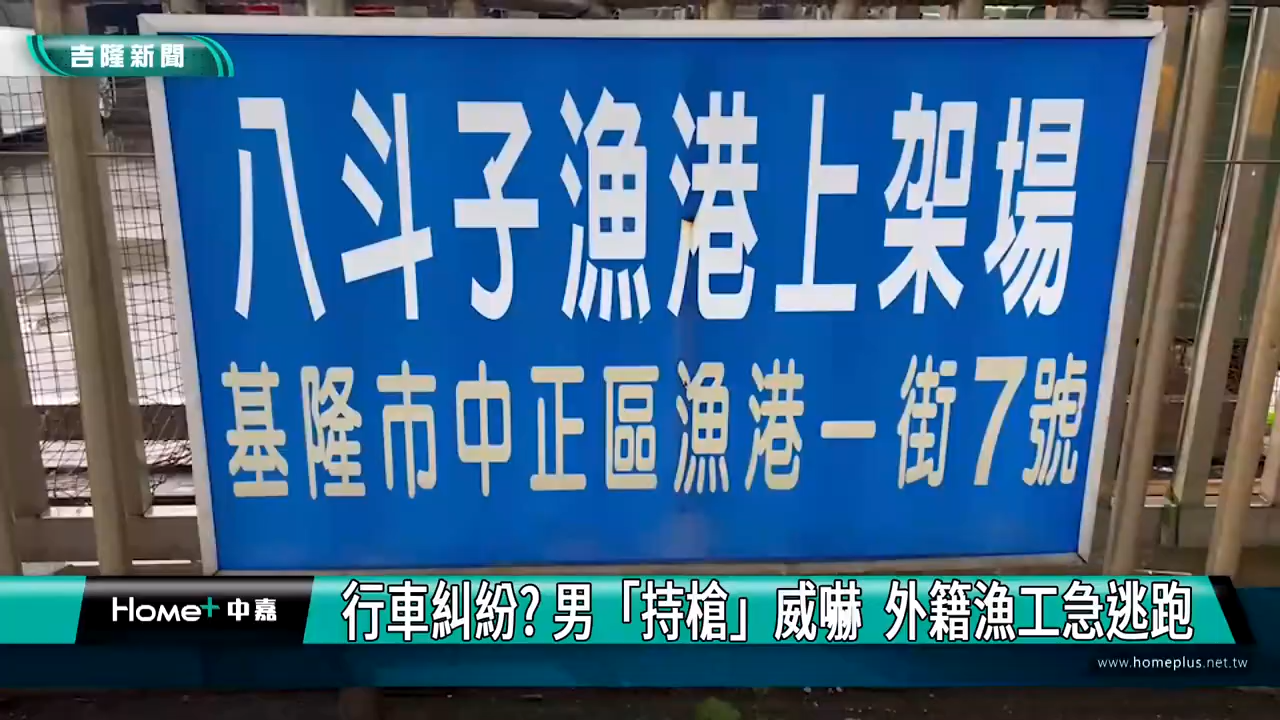 吉隆新聞
八斗子漁港上架場
基隆市中正區漁港一街7號
Home+中嘉
行車糾紛?男「持槍」威嚇 外籍漁工急逃跑
www.homeplus.net.tw